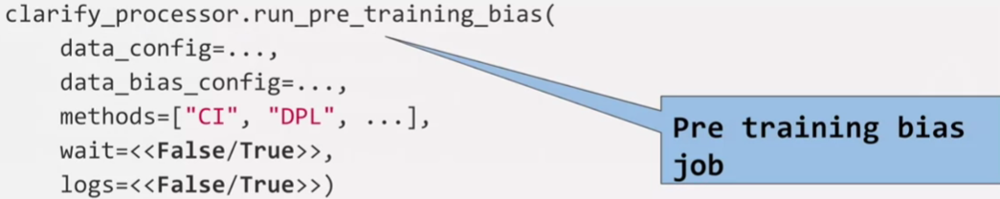 clarify_processor.run_pre_training_bias(
data_config=...,
data_bias_config=...,
methods=["CI", "DPL", ...],
wait=<<False/True>>,
logs=<<False/True>>)
Pre training bias
job